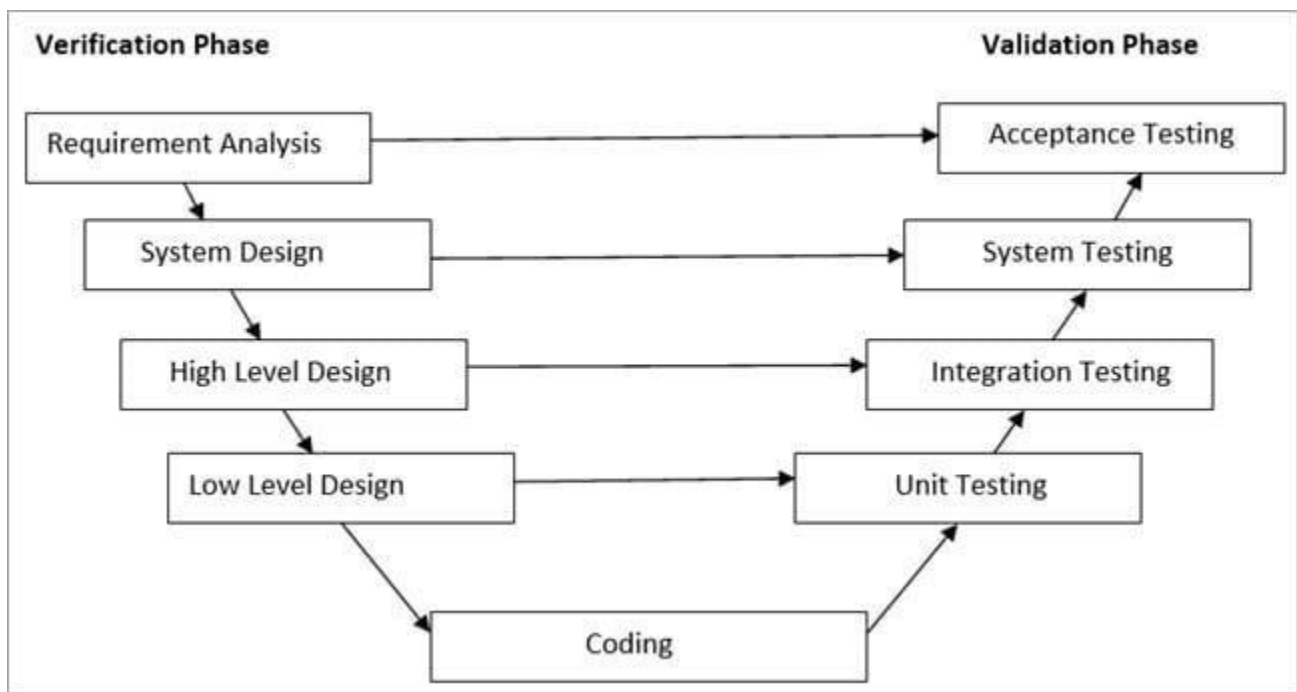 Verification Phase
Validation Phase
Requirement Analysis
Acceptance Testing
System Design
System Testing
High Level Design
Integration Testing
Low Level Design
Unit Testing
Coding